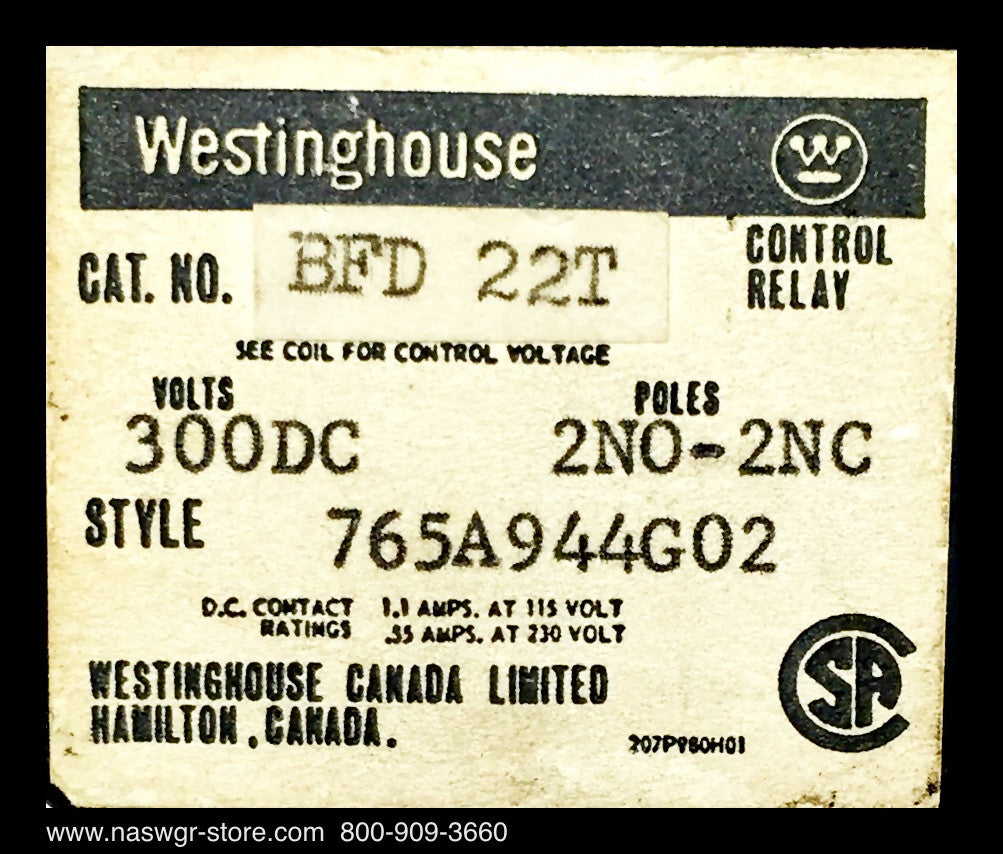 Westinghouse
CONTROL
RELAY
CAT. NO. BFD 22T
SEE COIL FOR CONTROL VOLTAGE
VOLTS POLES
300DC 2NO-2NC
STYLE 765A944G02
D.C. CONTACT 1.1 AMPS. AT 115 VOLT
RATINGS .55 AMPS. AT 230 VOLT
WESTINGHOUSE CANADA LIMITED
HAMILTON, CANADA.
207P980H01
SA
www.naswgr-store.com 800-909-3660